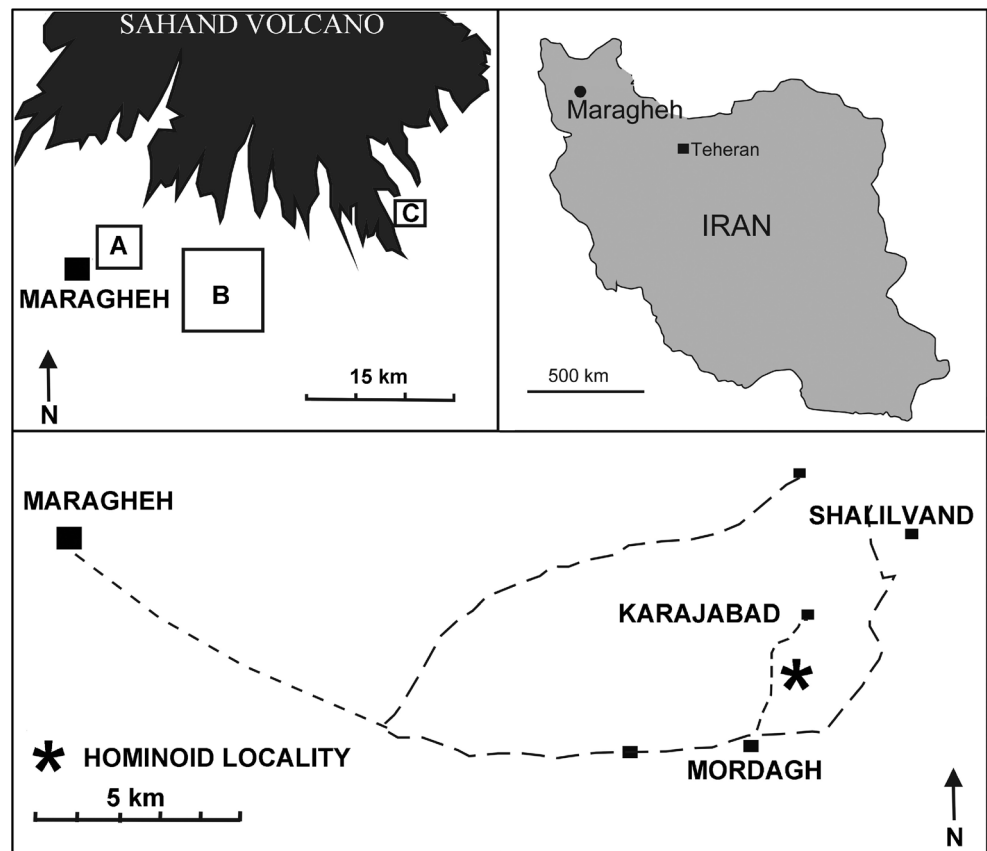 SAHAND VOLCANO
A
B
C
MARAGHEH
N
15 km
Maragheh
Teheran
IRAN
500 km
MARAGHEH
SHALILVAND
KARAJABAD
*
MORDAGH
* HOMINOID LOCALITY
5 km
N